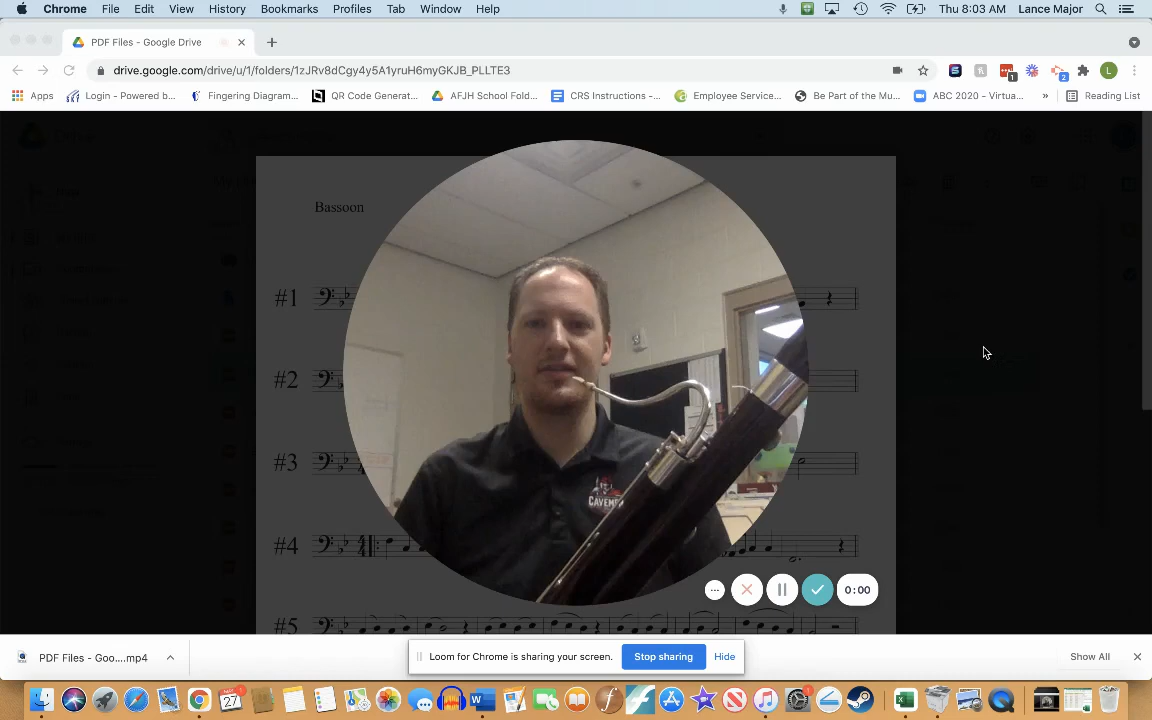 Chrome File Edit View History Bookmarks Profiles Tab Window Help Thu 8:03 AM Lance Major
PDF Files - Google Drive
drive.google.com/drive/u/1/folders/1zJRv8dCgy4y5A1yruH6myGKJB_PLLTE3
Apps Login - Powered b... Fingering Diagram... QR Code Generat... AFJH School Fold... CRS Instructions -... Employee Service... Be Part of the Mu... ABC 2020 - Virtua... » Reading List
Bassoon
#1
#2
#3
#4
#5
CAVEMEN
0:00
Loom for Chrome is sharing your screen. Stop sharing Hide
PDF Files - Goo....mp4 Show All